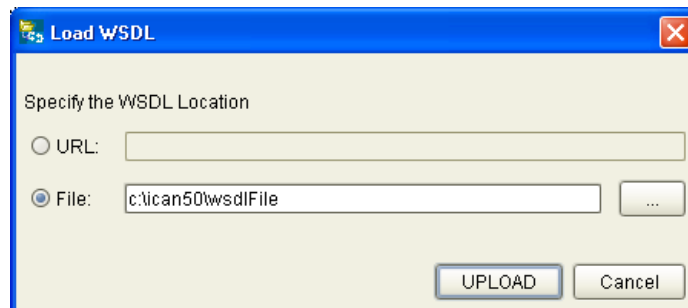 Load WSDL
Specify the WSDL Location
URL:
File: c:\ican50\wsdlFile ...
UPLOAD Cancel